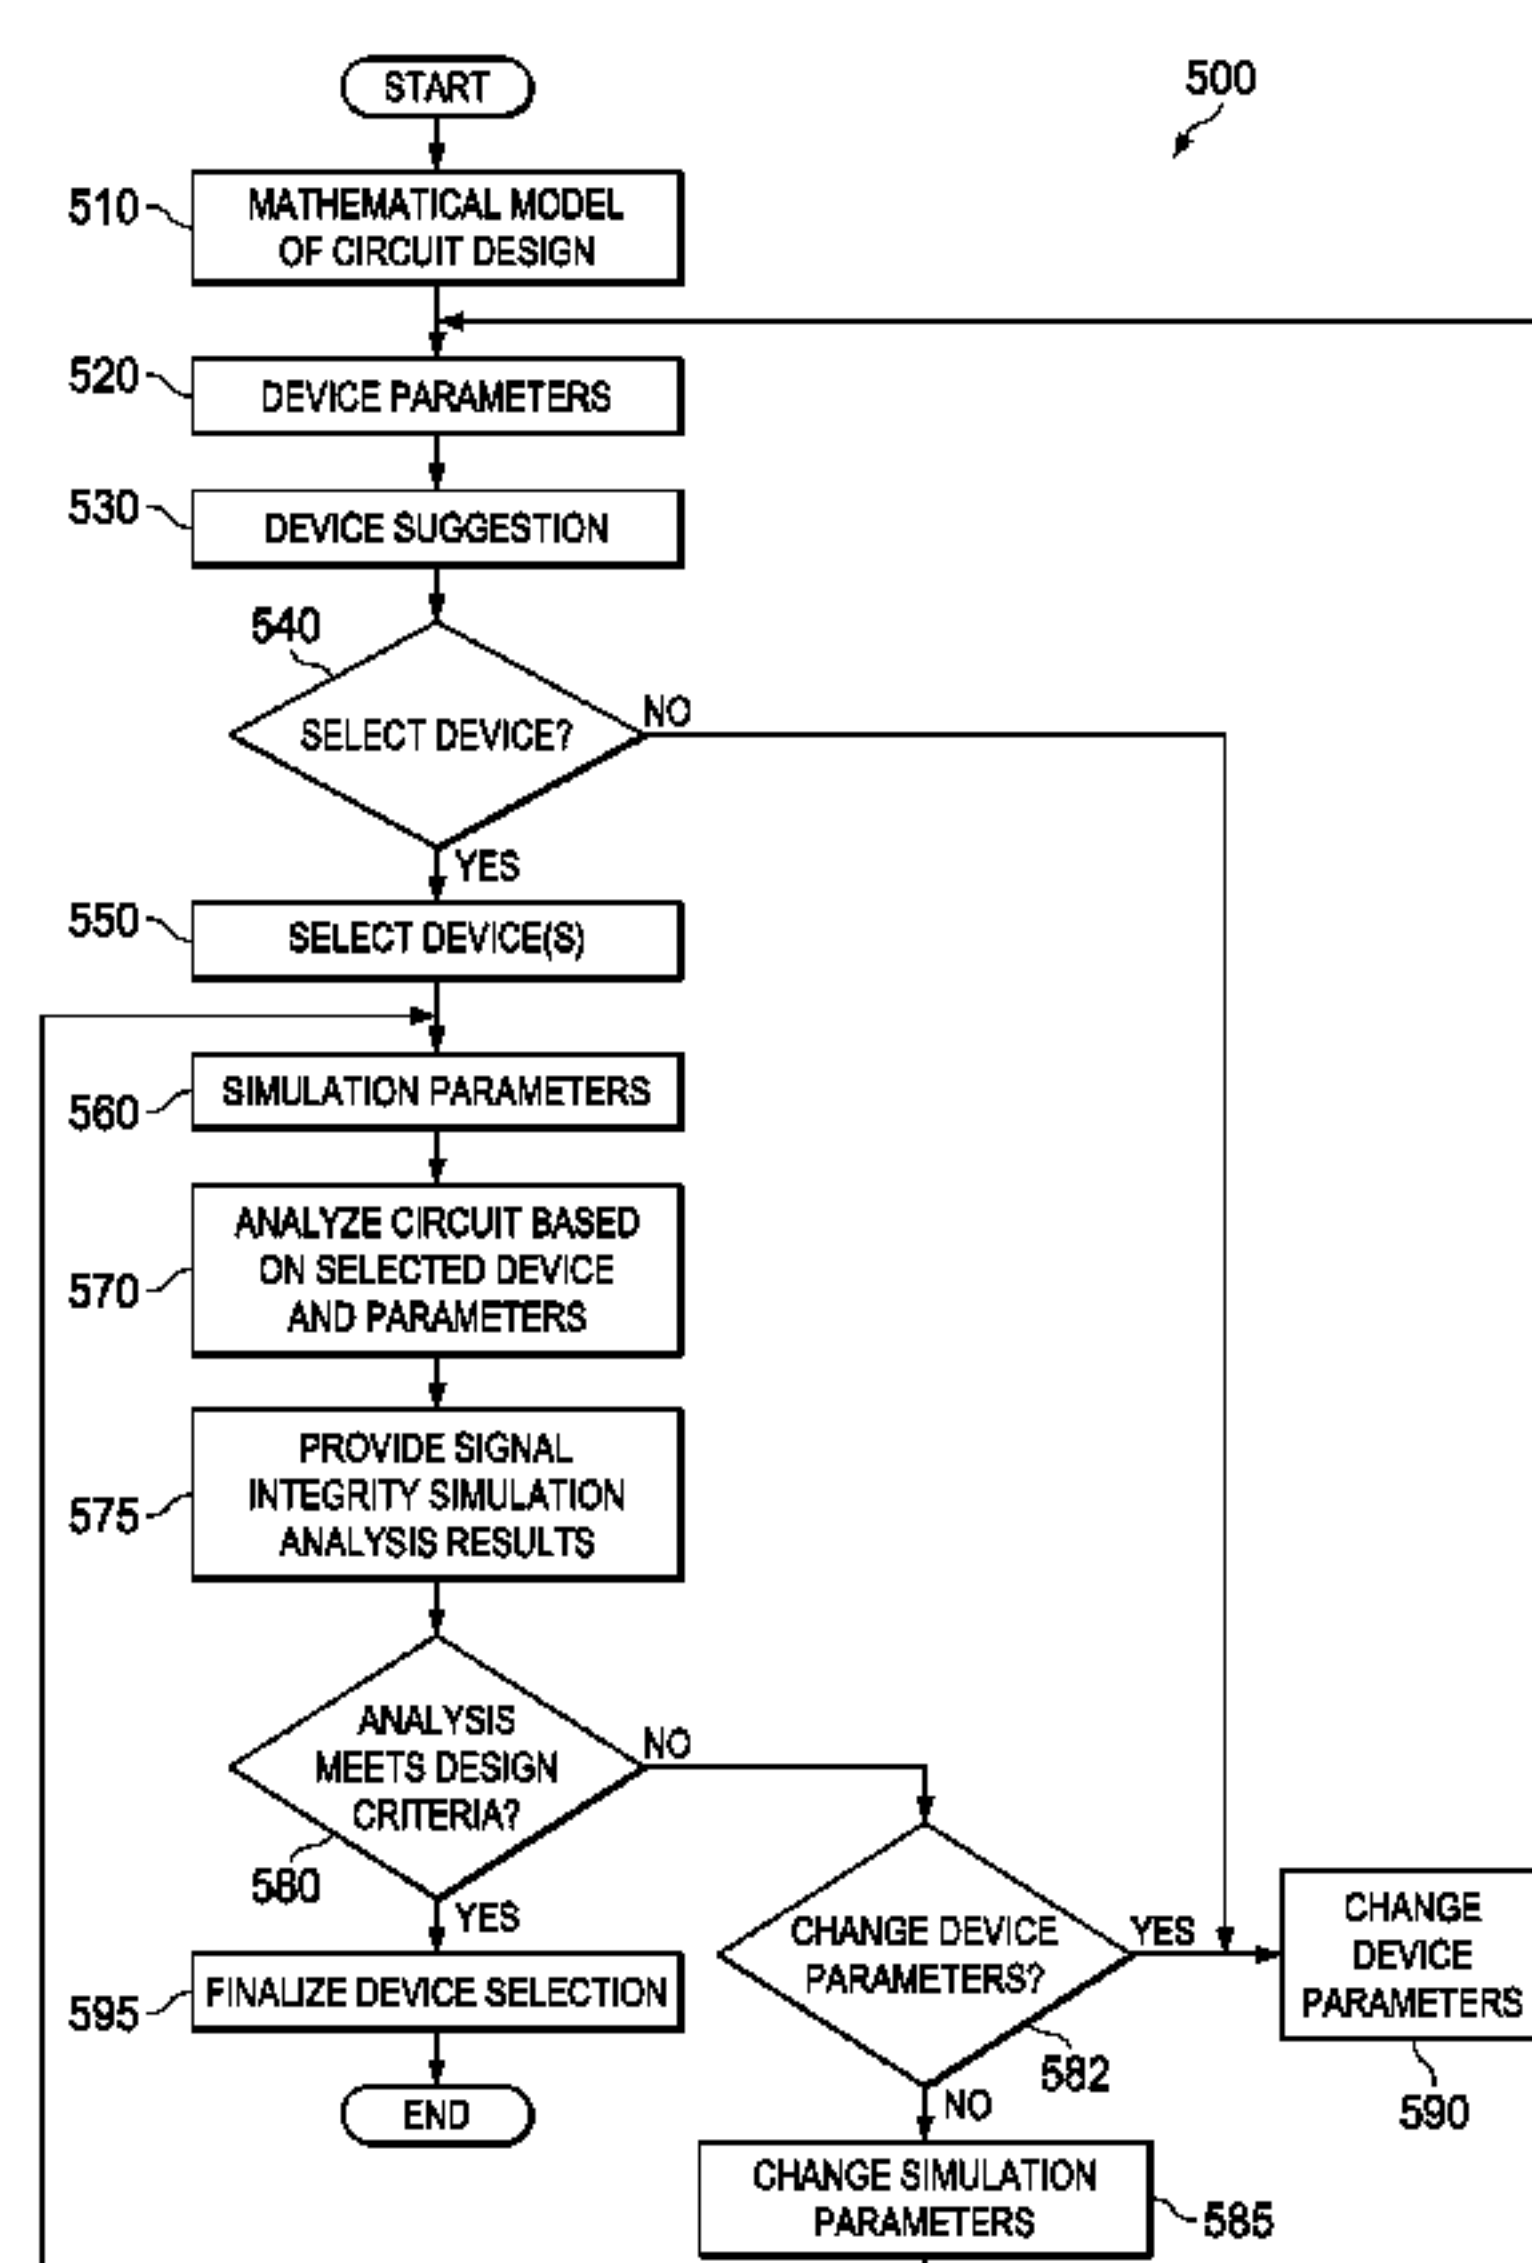 START
500
510
MATHEMATICAL MODEL
OF CIRCUIT DESIGN
520
DEVICE PARAMETERS
530
DEVICE SUGGESTION
540
SELECT DEVICE?
NO
YES
550
SELECT DEVICE(S)
560
SIMULATION PARAMETERS
570
ANALYZE CIRCUIT BASED
ON SELECTED DEVICE
AND PARAMETERS
575
PROVIDE SIGNAL
INTEGRITY SIMULATION
ANALYSIS RESULTS
ANALYSIS
MEETS DESIGN
CRITERIA?
NO
580
YES
CHANGE DEVICE
PARAMETERS?
YES
582
NO
CHANGE
DEVICE
PARAMETERS
590
595
FINALIZE DEVICE SELECTION
END
CHANGE SIMULATION
PARAMETERS
585